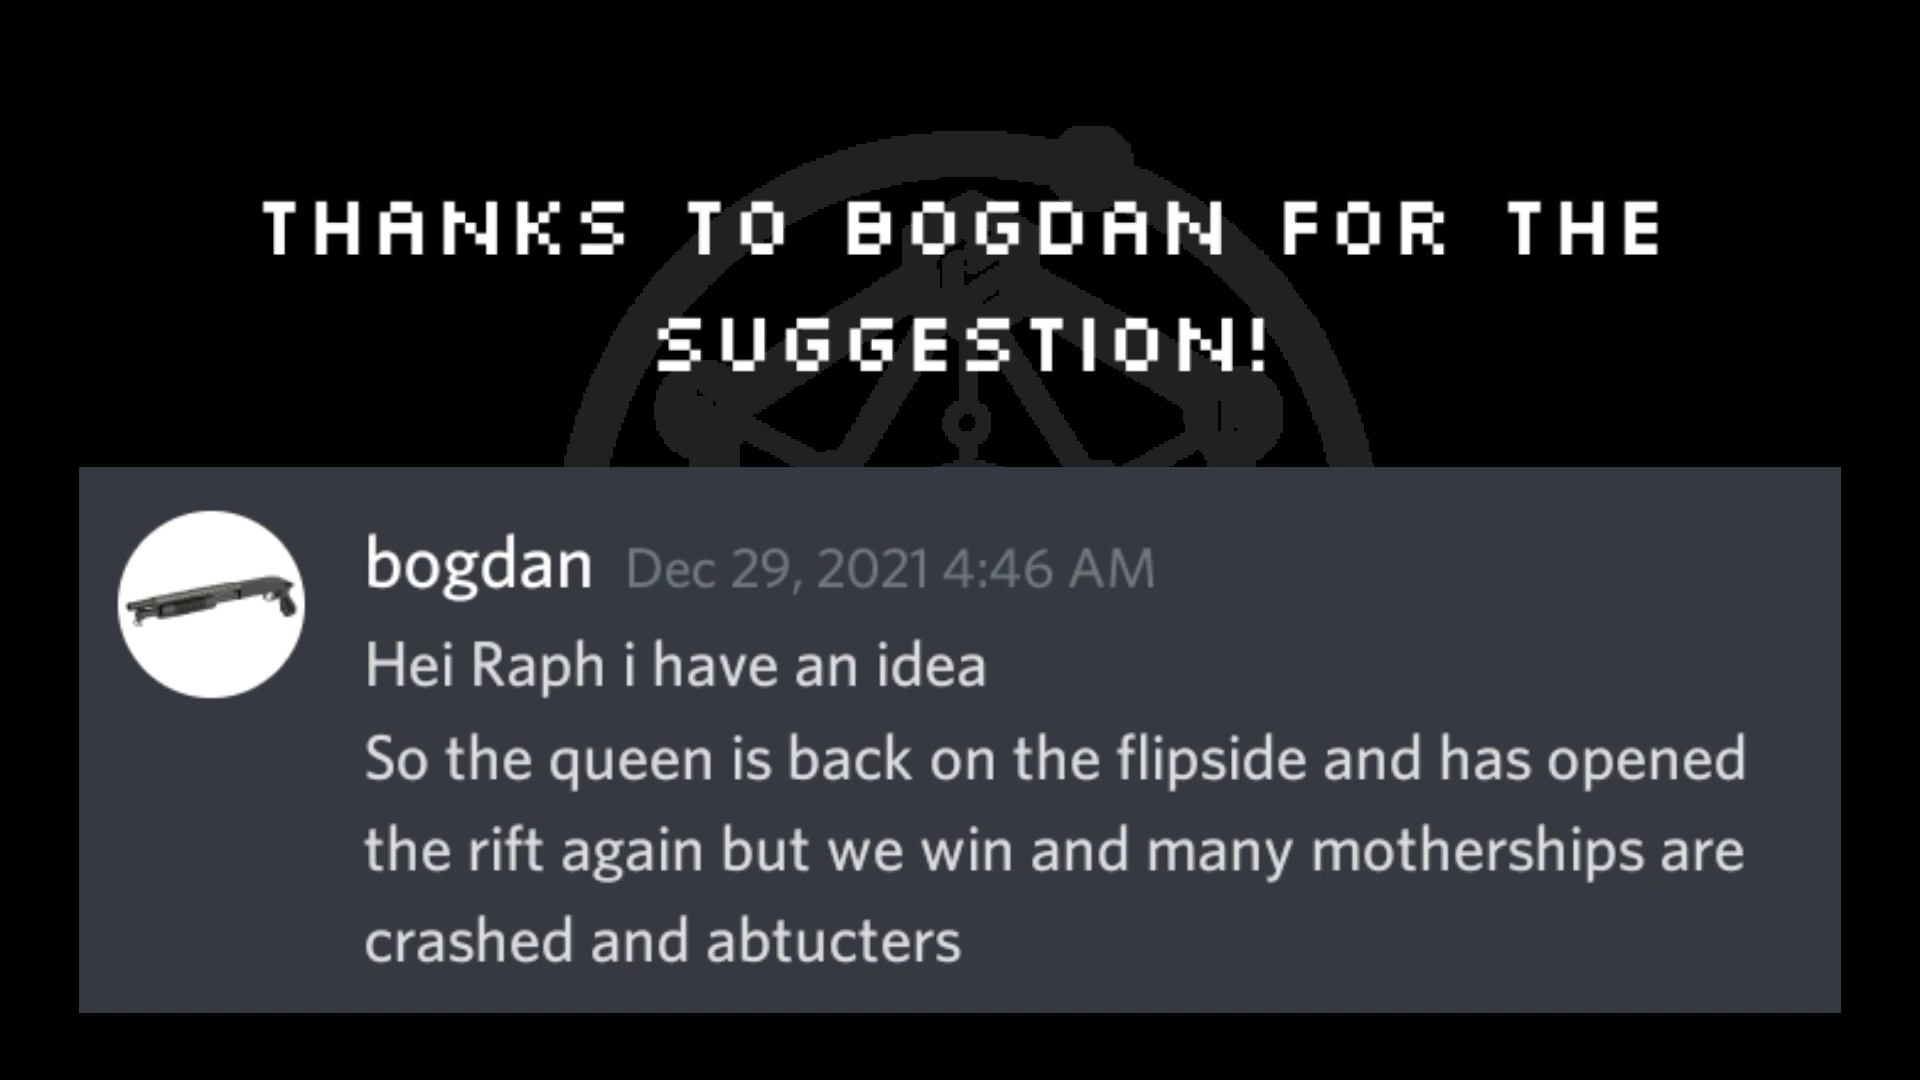 THANKS TO BOGDAN FOR THE
SUGGESTION!
bogdan Dec 29, 2021 4:46 AM
Hei Raph i have an idea
So the queen is back on the flipside and has opened
the rift again but we win and many motherships are
crashed and abtucters